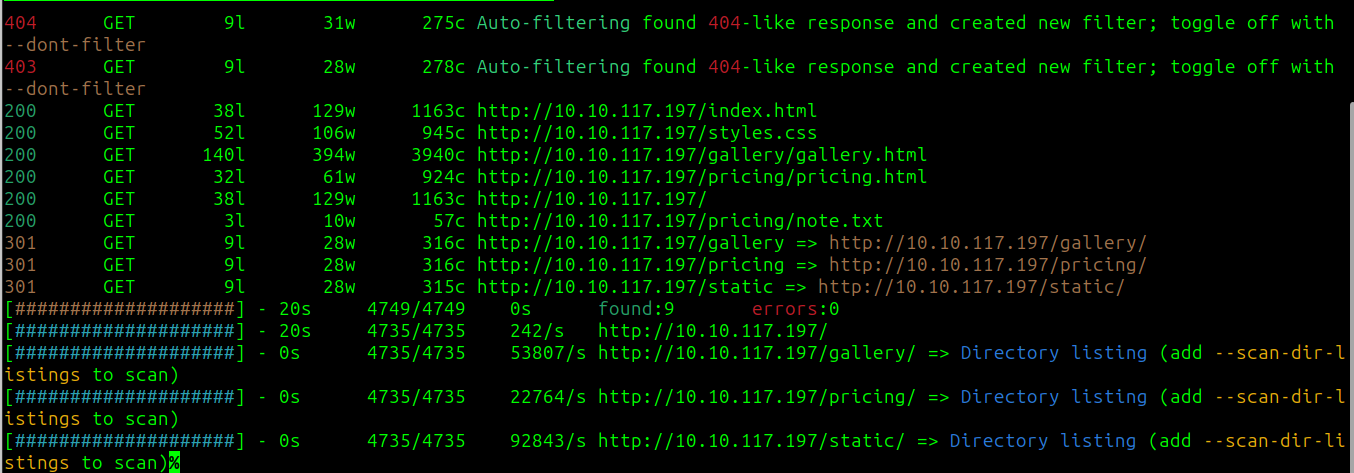 404 GET 9l 31w 275c Auto-filtering found 404-like response and created new filter; toggle off with
--dont-filter
403 GET 9l 28w 278c Auto-filtering found 404-like response and created new filter; toggle off with
--dont-filter
200 GET 38l 129w 1163c http://10.10.117.197/index.html
200 GET 52l 106w 945c http://10.10.117.197/styles.css
200 GET 140l 394w 3940c http://10.10.117.197/gallery/gallery.html
200 GET 32l 61w 924c http://10.10.117.197/pricing/pricing.html
200 GET 38l 129w 1163c http://10.10.117.197/
200 GET 3l 10w 57c http://10.10.117.197/pricing/note.txt
301 GET 9l 28w 316c http://10.10.117.197/gallery => http://10.10.117.197/gallery/
301 GET 9l 28w 316c http://10.10.117.197/pricing => http://10.10.117.197/pricing/
301 GET 9l 28w 315c http://10.10.117.197/static => http://10.10.117.197/static/
[####################] - 20s 4749/4749 0s found:9 errors:0
[####################] - 20s 4735/4735 242/s http://10.10.117.197/
[####################] - 0s 4735/4735 53807/s http://10.10.117.197/gallery/ => Directory listing (add --scan-dir-l
istings to scan)
[####################] - 0s 4735/4735 22764/s http://10.10.117.197/pricing/ => Directory listing (add --scan-dir-l
istings to scan)
[####################] - 0s 4735/4735 92843/s http://10.10.117.197/static/ => Directory listing (add --scan-dir-li
stings to scan)%